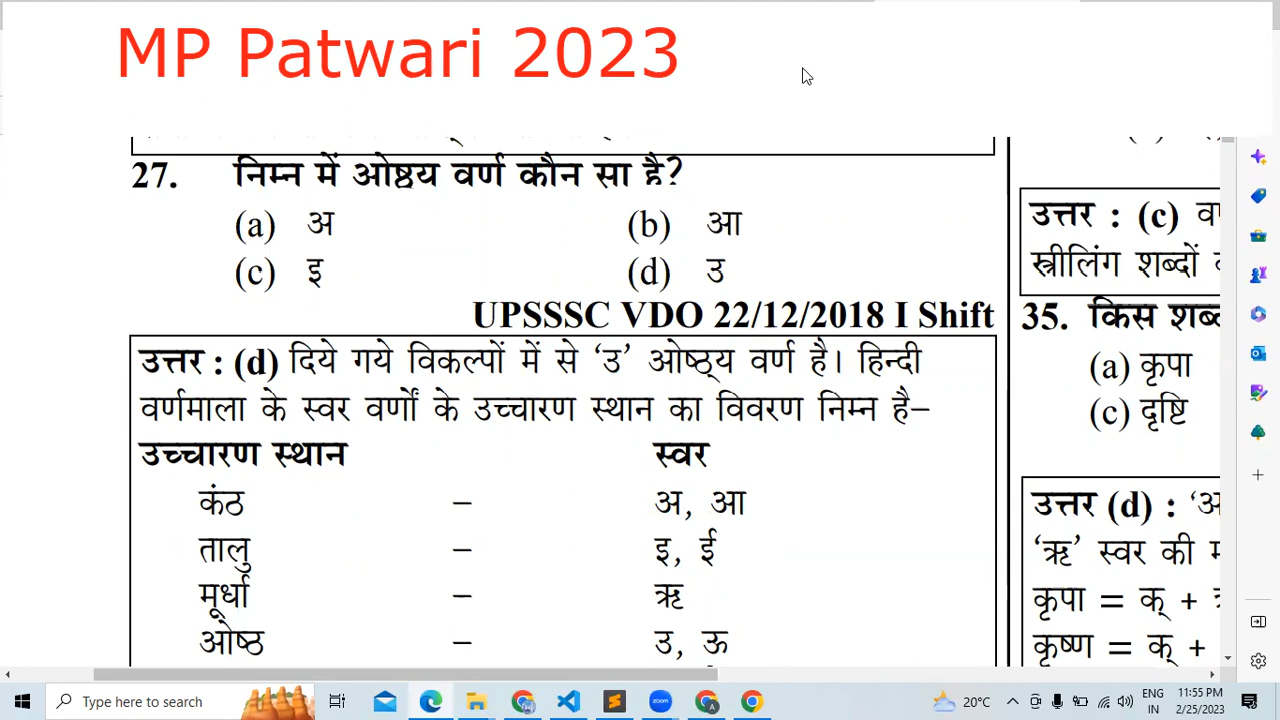 MP Patwari 2023
27. निम्न में ओष्ठय वर्ण कौन सा है?
(a) अ (b) आ
(c) इ (d) उ
UPSSSC VDO 22/12/2018 I Shift
उत्तर : (d) दिये गये विकल्पों में से ‘उ’ ओष्ठ्य वर्ण है। हिन्दी
वर्णमाला के स्वर वर्णों के उच्चारण स्थान का विवरण निम्न है–
उच्चारण स्थान स्वर
कंठ – अ, आ
तालु – इ, ई
मूर्धा – ऋ
ओष्ठ – उ, ऊ
उत्तर : (c)
स्त्रीलिंग शब्दों
35. किस
(a) कृपा
(c) दृष्टि
उत्तर (d) :
‘ऋ’ स्वर की
कृपा = क् +
कृष्ण = क् +
Type here to search
20°C
ENG
IN
11:55 PM
2/25/2023